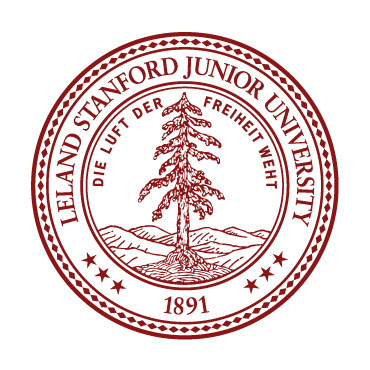 LELAND STANFORD JUNIOR UNIVERSITY
DIE LUFT DER FREIHEIT WEHT
1891